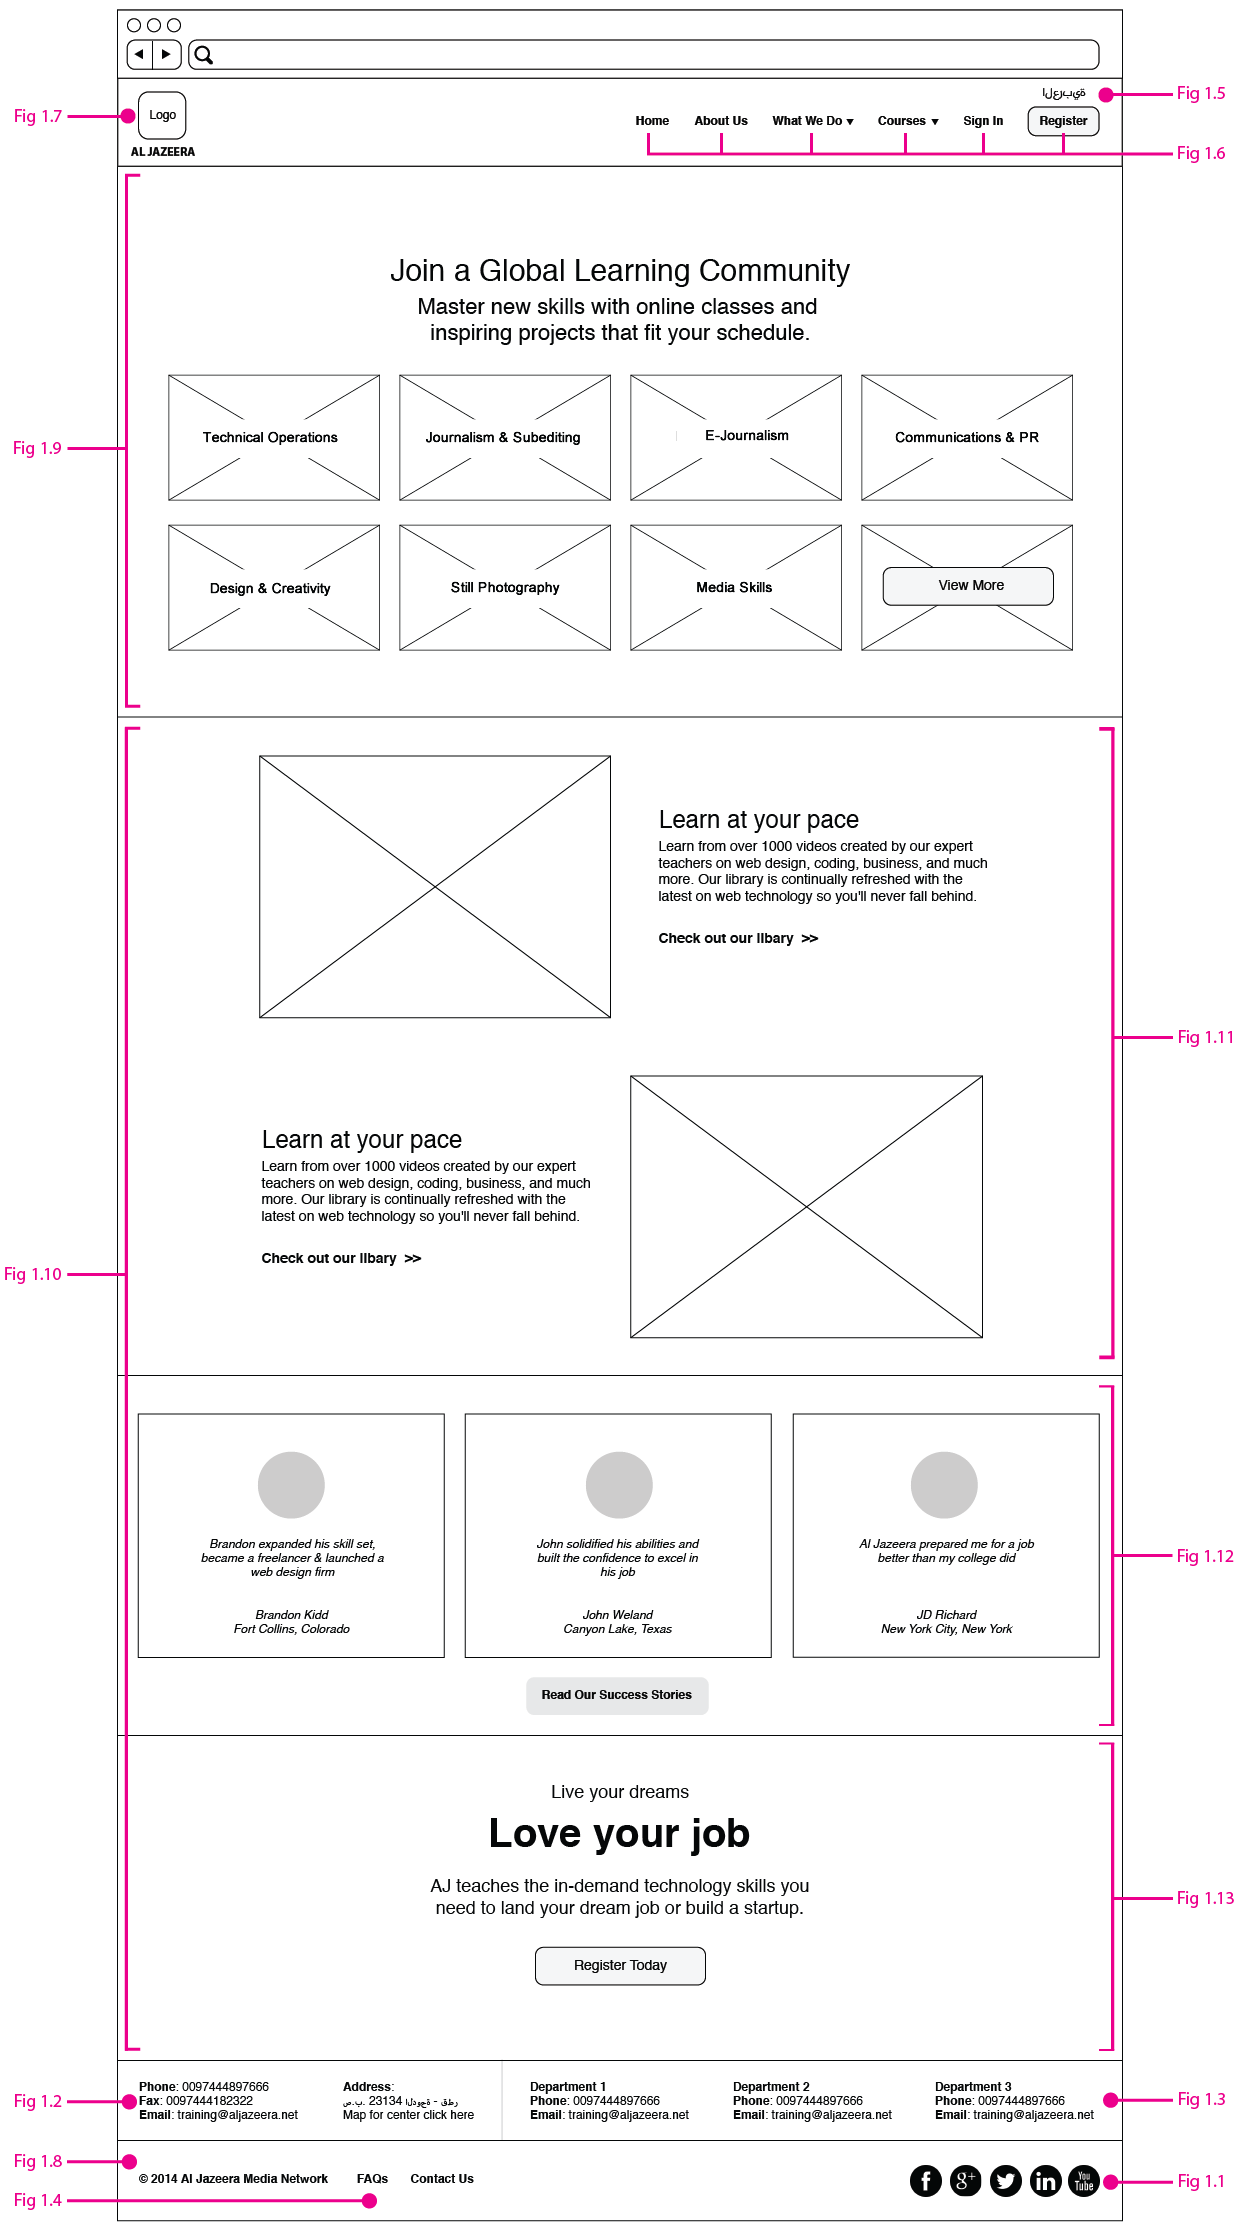 Fig 1.7
Logo
AL JAZEERA
العربية
Fig 1.5
Home
About Us
What We Do
Courses
Sign In
Register
Fig 1.6
Join a Global Learning Community
Master new skills with online classes and
inspiring projects that fit your schedule.
Fig 1.9
Technical Operations
Journalism & Subediting
E-Journalism
Communications & PR
Design & Creativity
Still Photography
Media Skills
View More
Learn at your pace
Learn from over 1000 videos created by our expert
teachers on web design, coding, business, and much
more. Our library is continually refreshed with the
latest on web technology so you'll never fall behind.
Check out our libary >>
Fig 1.11
Learn at your pace
Learn from over 1000 videos created by our expert
teachers on web design, coding, business, and much
more. Our library is continually refreshed with the
latest on web technology so you'll never fall behind.
Check out our libary >>
Fig 1.10
Brandon expanded his skill set,
became a freelancer & launched a
web design firm
Brandon Kidd
Fort Collins, Colorado
John solidified his abilities and
built the confidence to excel in
his job
John Weland
Canyon Lake, Texas
Al Jazeera prepared me for a job
better than my college did
JD Richard
New York City, New York
Fig 1.12
Read Our Success Stories
Live your dreams
Love your job
AJ teaches the in-demand technology skills you
need to land your dream job or build a startup.
Register Today
Fig 1.13
Fig 1.2
Phone: 0097444897666
Fax: 0097444182322
Email: training@aljazeera.net
Address:
ص.ب. 23134 الدوحة - قطر
Map for center click here
Department 1
Phone: 0097444897666
Email: training@aljazeera.net
Department 2
Phone: 0097444897666
Email: training@aljazeera.net
Department 3
Phone: 0097444897666
Email: training@aljazeera.net
Fig 1.3
Fig 1.8
© 2014 Al Jazeera Media Network
FAQs
Contact Us
Fig 1.4
f
g+
in
You
Tube
Fig 1.1